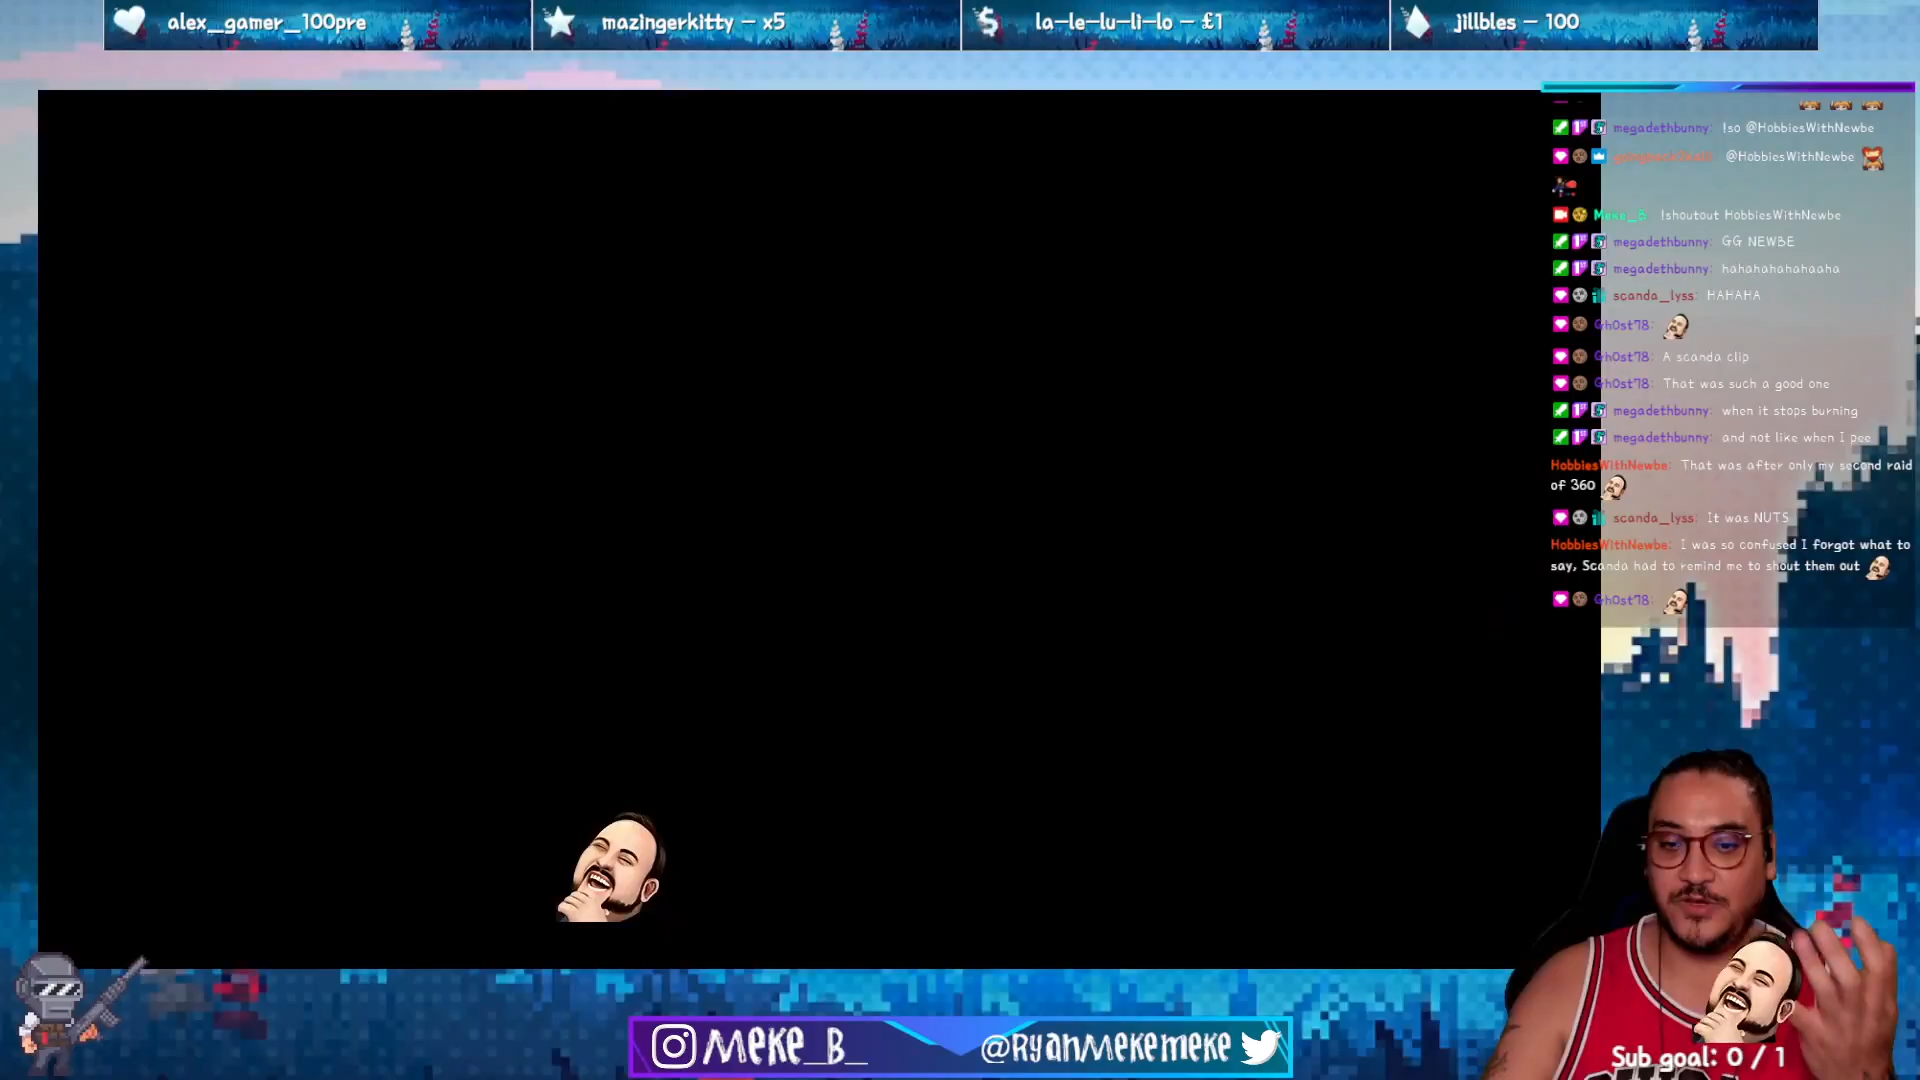 alex__gamer__100pre
mazingerkitty – x5
la-le-lu-li-lo – £1
jillbles – 100
megadethbunny: !so @HobbiesWithNewbe
@HobbiesWithNewbe
Meke_B !shoutout HobbiesWithNewbe
megadethbunny: GG NEWBE
megadethbunny: hahahahahahaaha
scanda_lyss: HAHAHA
Gh0st78:
Gh0st78: A scanda clip
Gh0st78: That was such a good one
megadethbunny: when it stops burning
megadethbunny: and not like when I pee
HobbiesWithNewbe: That was after only my second raid
of 360
scanda_lyss: It was NUTS
HobbiesWithNewbe: I was so confused I forgot what to
say, Scanda had to remind me to shout them out
Gh0st78:
Meke_B_
@RyanMekeMeke
Sub goal: 0 / 1